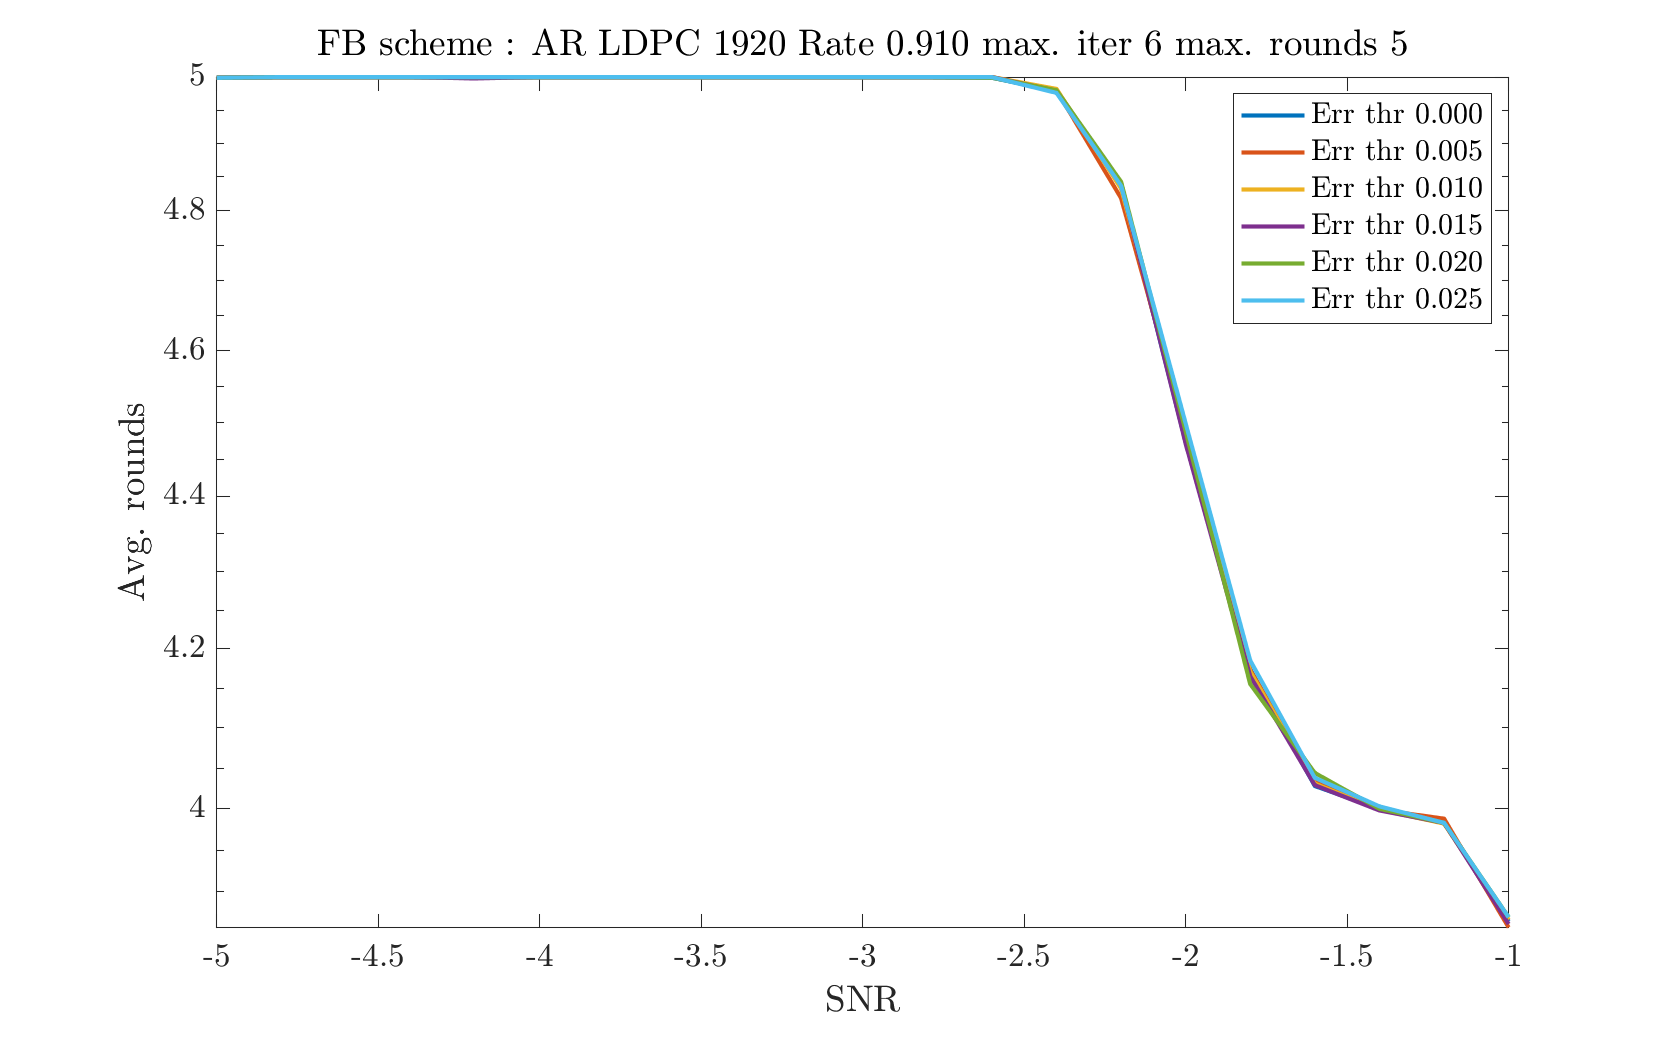 FB scheme : AR LDPC 1920 Rate 0.910 max. iter 6 max. rounds 5
Err thr 0.000
Err thr 0.005
Err thr 0.010
Err thr 0.015
Err thr 0.020
Err thr 0.025
Avg. rounds
5
4.8
4.6
4.4
4.2
4
-5
-4.5
-4
-3.5
-3
-2.5
-2
-1.5
-1
SNR